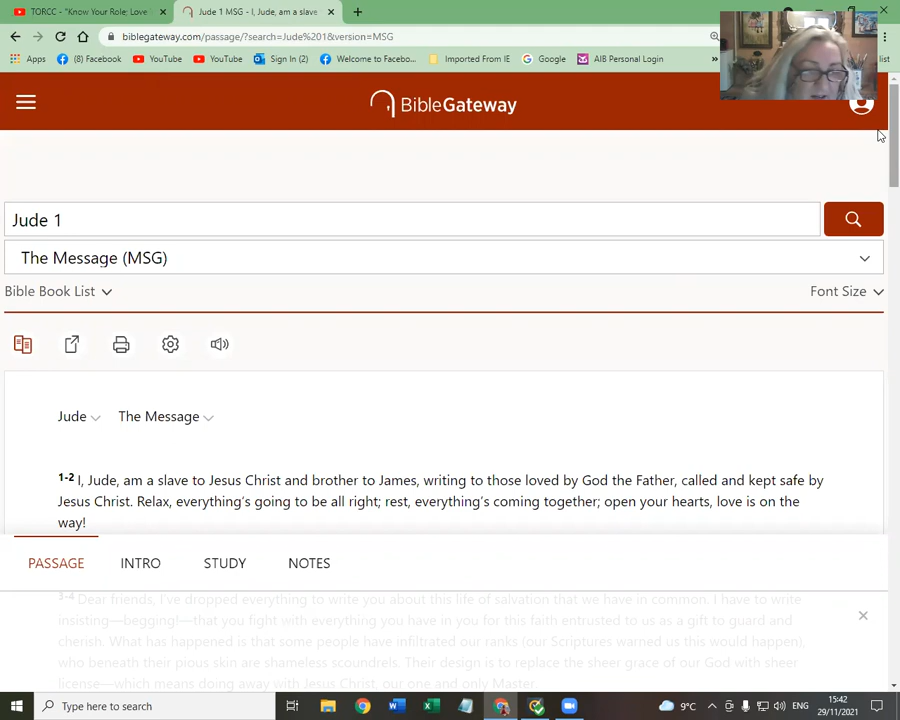 TORCC - "Know Your Role; Love
Jude 1 MSG - I, Jude, am a slave
biblegateway.com/passage/?search=Jude%201&version=MSG
Apps (8) Facebook YouTube YouTube Sign In (2) Welcome to Facebo... Imported From IE Google AIB Personal Login » list
BibleGateway
Jude 1
The Message (MSG)
Bible Book List Font Size
Jude The Message
1-2 I, Jude, am a slave to Jesus Christ and brother to James, writing to those loved by God the Father, called and kept safe by
Jesus Christ. Relax, everything's going to be all right; rest, everything's coming together; open your hearts, love is on the
way!
PASSAGE INTRO STUDY NOTES
3-4 Dear friends, I've dropped everything to write you about this life of salvation that we have in common. I have to write
insisting—begging!—that you fight with everything you have in you for this faith entrusted to us as a gift to guard and
cherish. What has happened is that some people have infiltrated our ranks (our Scriptures warned us this would happen),
who beneath their pious skin are shameless scoundrels. Their design is to replace the sheer grace of our God with sheer
license—which means doing away with Jesus Christ, our one and only Master.
Type here to search 9°C ENG 15:42
29/11/2021